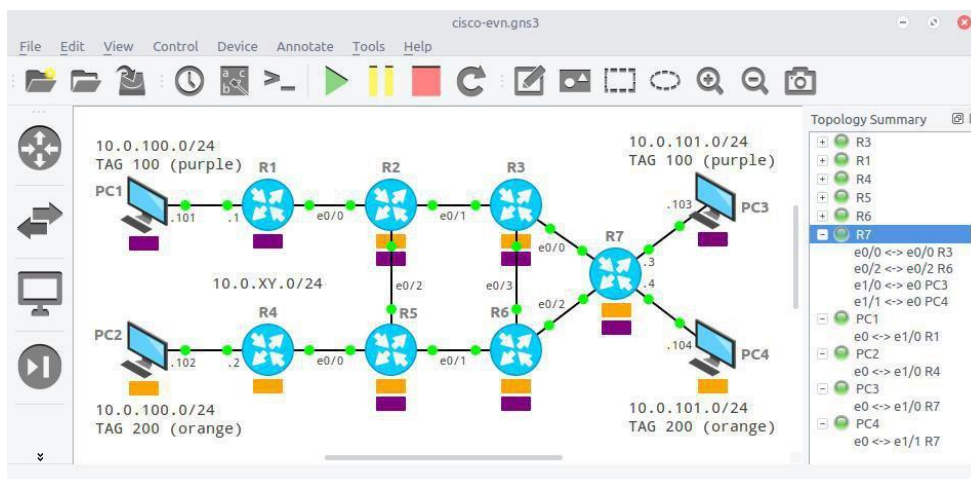 cisco-evn.gns3
File Edit View Control Device Annotate Tools Help
Topology Summary
10.0.100.0/24
TAG 100 (purple)
10.0.101.0/24
TAG 100 (purple)
PC1
R1
R2
R3
.101
.1
e0/0
e0/1
.103
PC3
R7
e0/0
.3
.4
10.0.XY.0/24
e0/2
e0/3
e0/2
PC2
R4
R5
R6
.102
.2
e0/0
e0/1
.104
PC4
10.0.100.0/24
TAG 200 (orange)
10.0.101.0/24
TAG 200 (orange)
R3
R1
R4
R5
R6
R7
e0/0 <-> e0/0 R3
e0/2 <-> e0/2 R6
e1/0 <-> e0 PC3
e1/1 <-> e0 PC4
PC1
e0 <-> e1/0 R1
PC2
e0 <-> e1/0 R4
PC3
e0 <-> e1/0 R7
PC4
e0 <-> e1/1 R7